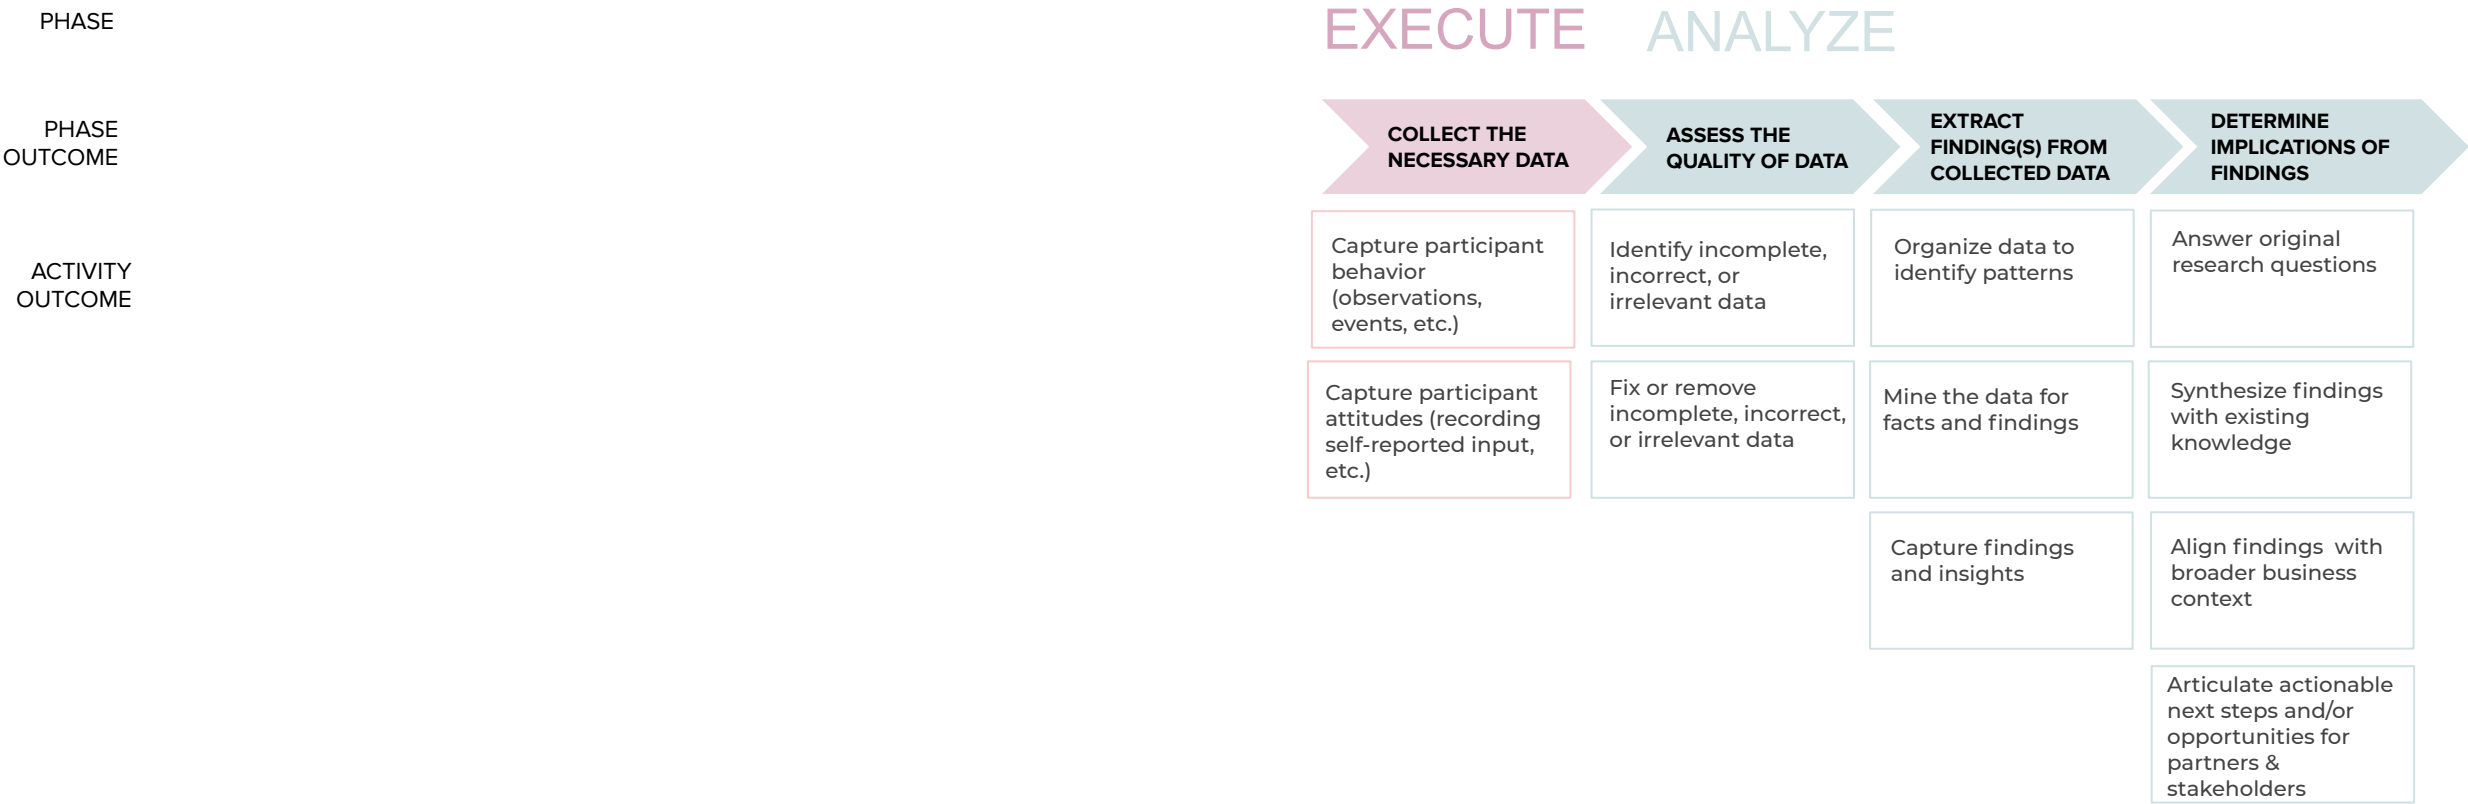 PHASE
EXECUTE
ANALYZE
PHASE
OUTCOME
COLLECT THE
NECESSARY DATA
ASSESS THE
QUALITY OF DATA
EXTRACT
FINDING(S) FROM
COLLECTED DATA
DETERMINE
IMPLICATIONS OF
FINDINGS
ACTIVITY
OUTCOME
Capture participant
behavior
(observations,
events, etc.)
Identify incomplete,
incorrect, or
irrelevant data
Organize data to
identify patterns
Answer original
research questions
Capture participant
attitudes (recording
self-reported input,
etc.)
Fix or remove
incomplete, incorrect,
or irrelevant data
Mine the data for
facts and findings
Synthesize findings
with existing
knowledge
Capture findings
and insights
Align findings  with
broader business
context
Articulate actionable
next steps and/or
opportunities for
partners &
stakeholders